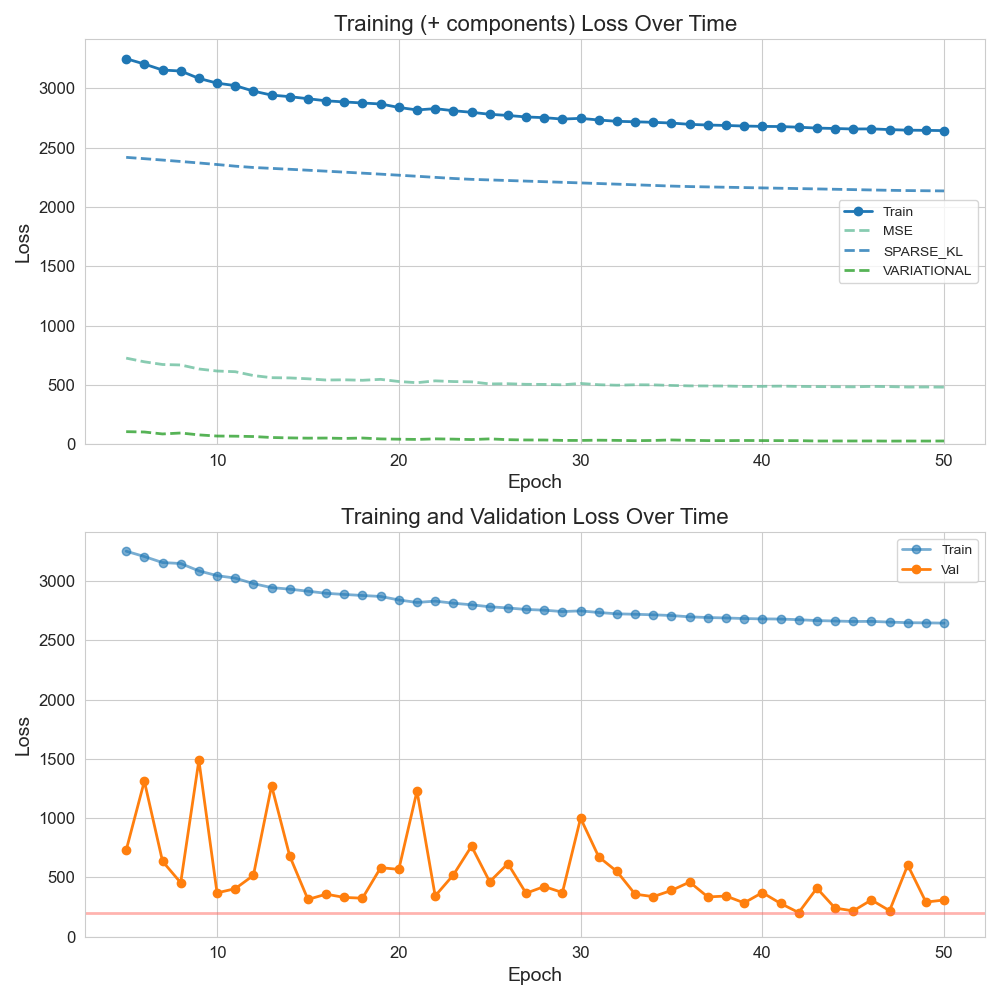 Training (+ components) Loss Over Time
Loss
3000
2500
2000
1500
1000
500
0
Train
MSE
SPARSE_KL
VARIATIONAL
10 20 30 40 50
Epoch
Training and Validation Loss Over Time
Loss
3000
2500
2000
1500
1000
500
0
Train
Val
10 20 30 40 50
Epoch